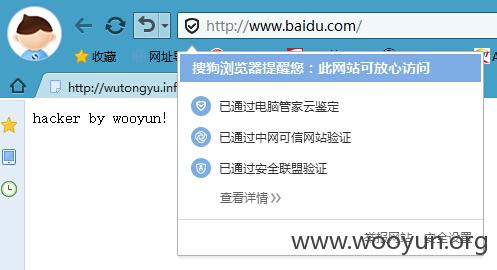 http://www.baidu.com/
收藏
网址导
搜狗浏览器提醒您：此网站可放心访问
http://wutongyu.inf
已通过电脑管家云鉴定
hacker by wooyun!
已通过中网可信网站验证
已通过安全联盟验证
查看详情>>
举报网站 安全设置
www.wooyun.org